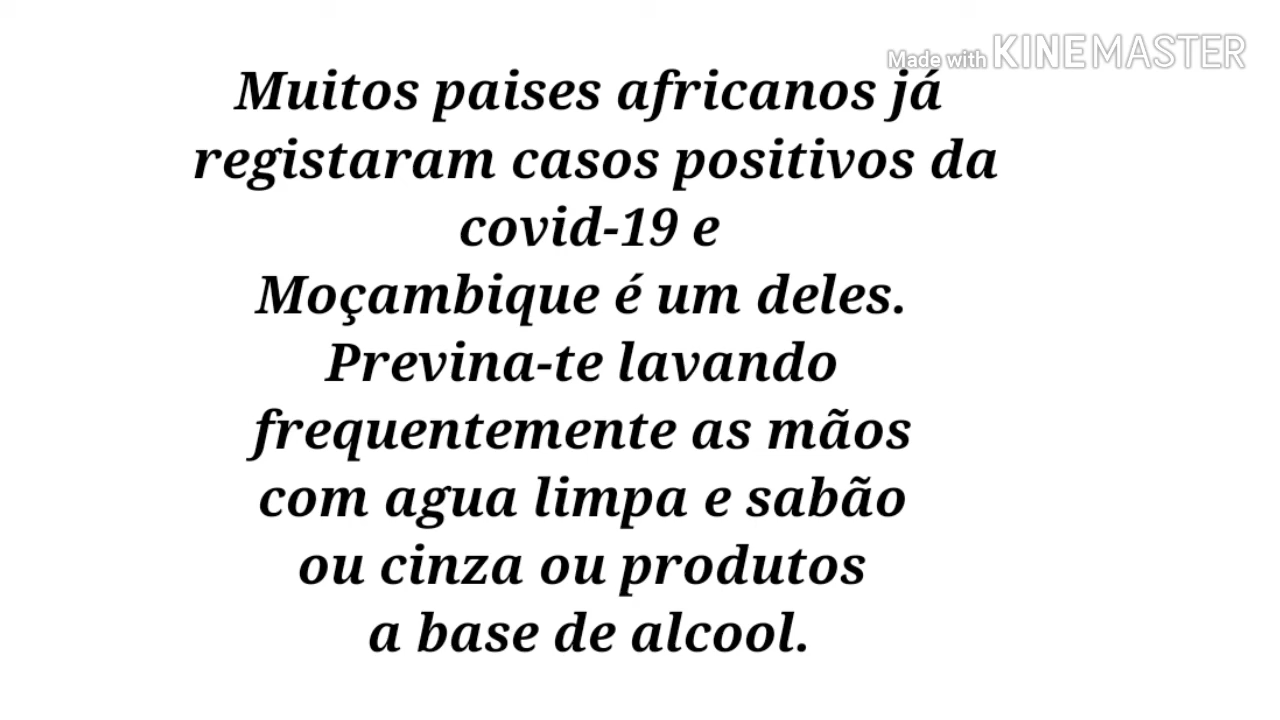 Made with KINEMASTER
Muitos paises africanos já
registaram casos positivos da
covid-19 e
Moçambique é um deles.
Previna-te lavando
frequentemente as mãos
com agua limpa e sabão
ou cinza ou produtos
a base de alcool.